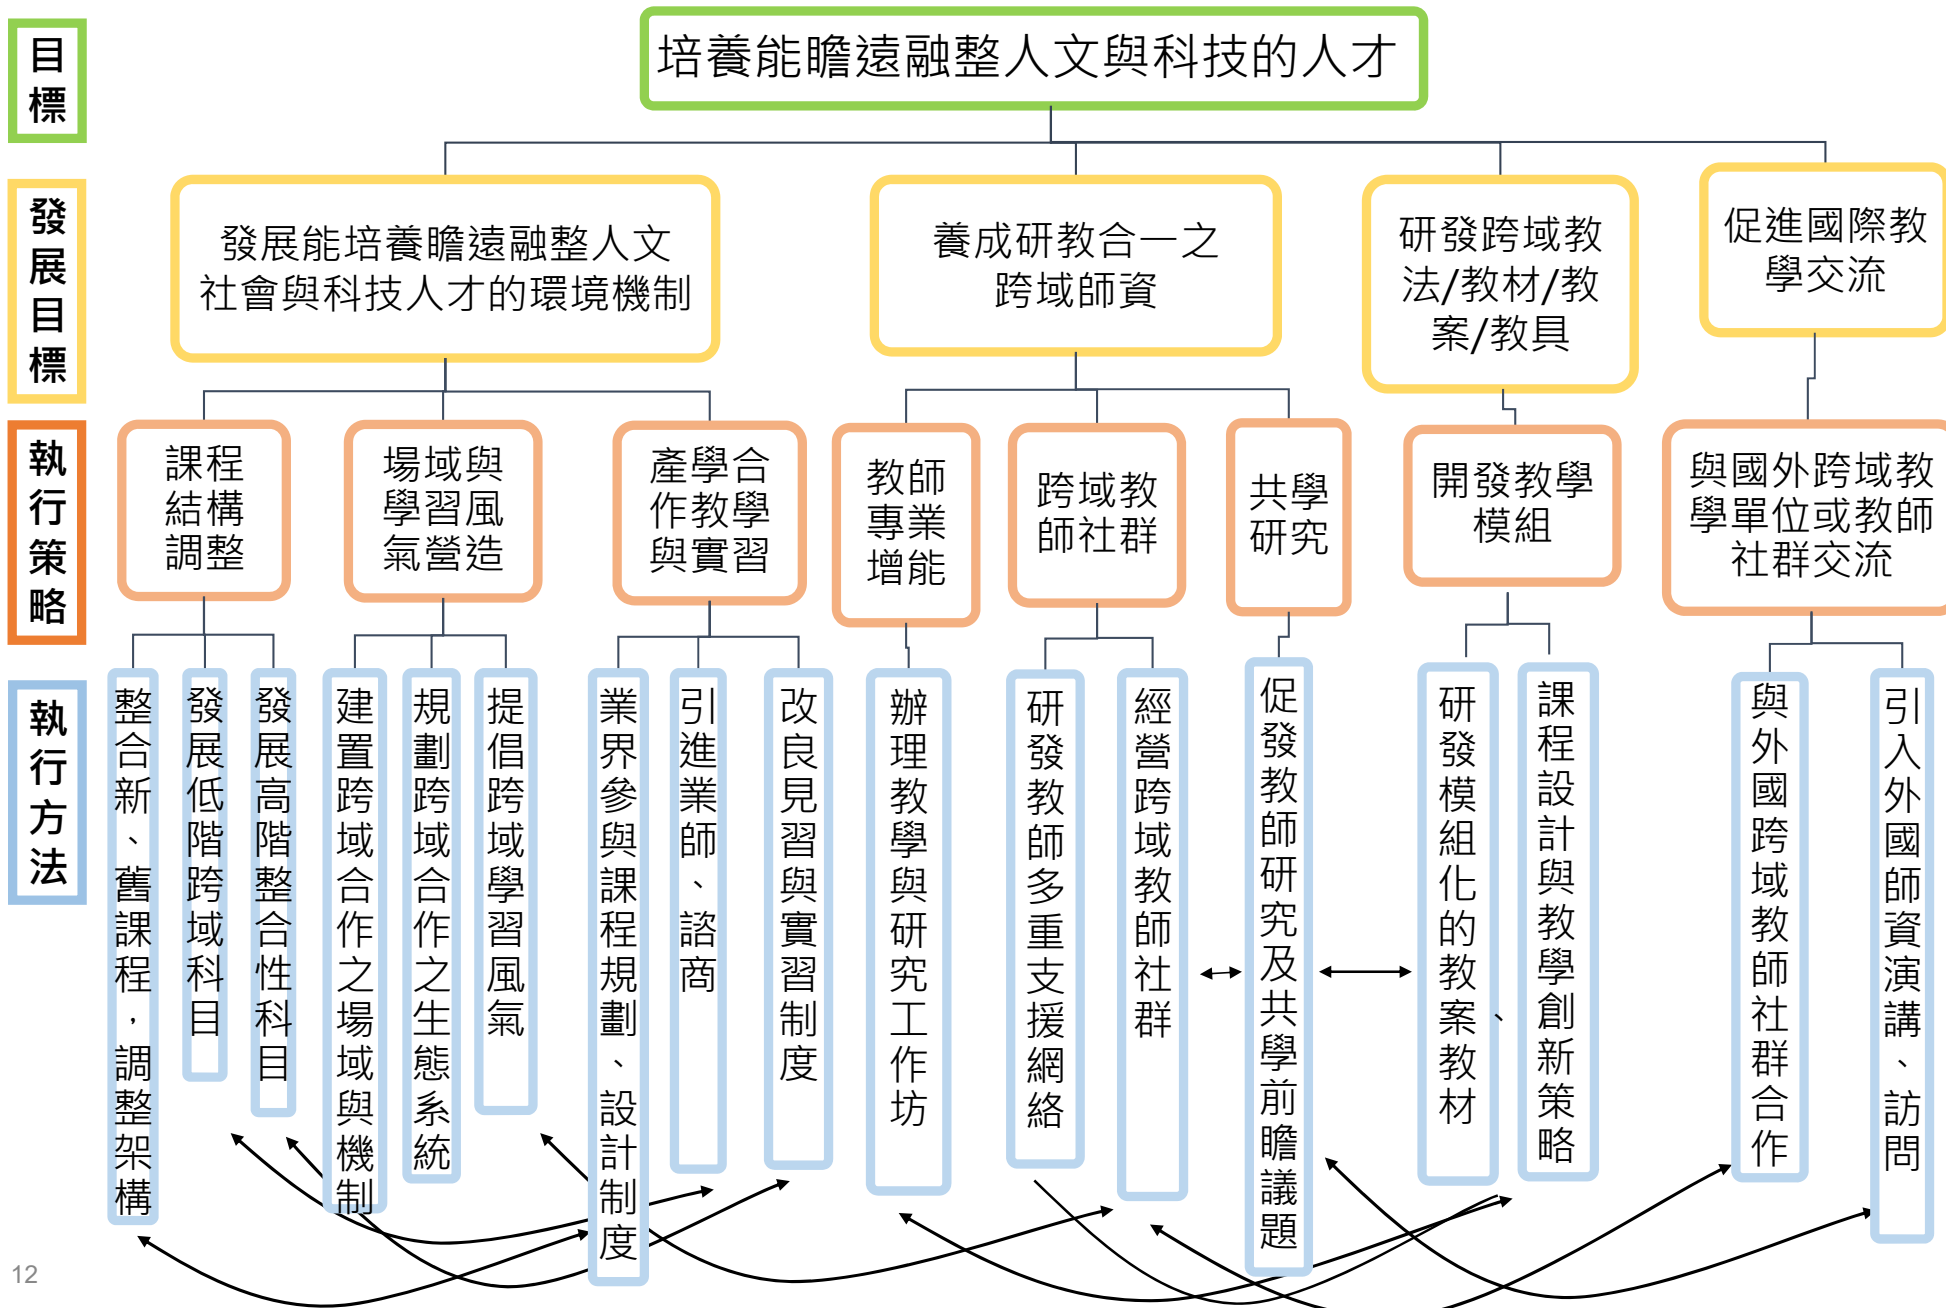 目標
培養能瞻遠融整人文與科技的人才
發展目標
發展能培養瞻遠融整人文
社會與科技人才的環境機制
養成研教合一之
跨域師資
研發跨域教
法/教材/教
案/教具
促進國際教
學交流
執行策略
課程
結構
調整
場域與
學習風
氣營造
產學合
作教學
與實習
教師
專業
增能
跨域教
師社群
共學
研究
開發教學
模組
與國外跨域教
學單位或教師
社群交流
執行方法
整合新、舊課程，調整架構
發展低階跨域科目
發展高階整合性科目
建置跨域合作之場域與機制
規劃跨域合作之生態系統
提倡跨域學習風氣
業界參與課程規劃、設計制度
引進業師、諮商
改良見習與實習制度
辦理教學與研究工作坊
研發教師多重支援網絡
經營跨域教師社群
促發教師研究及共學前瞻議題
研發模組化的教案、教材
課程設計與教學創新策略
與外國跨域教師社群合作
引入外國師資演講、訪問
12